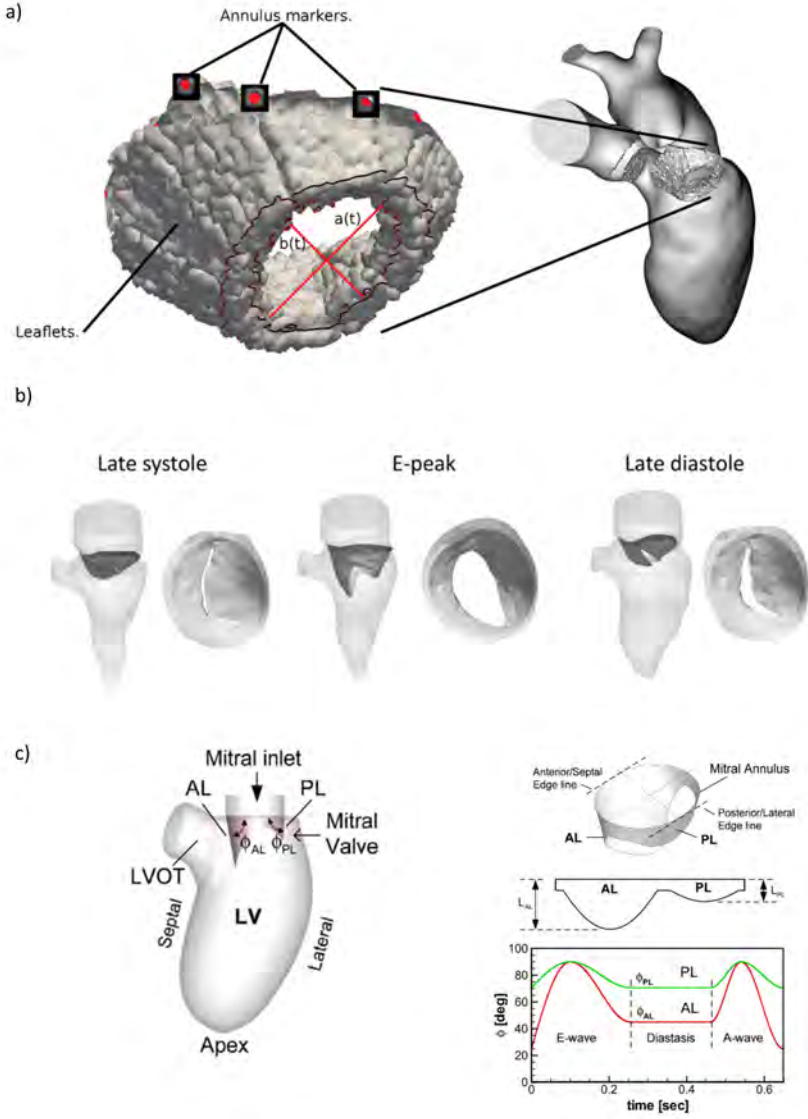 a)
Annulus markers.
a(t)
b(t)
Leaflets.
b)
Late systole
E-peak
Late diastole
c)
Mitral inlet
AL
PL
Mitral
Valve
ϕAL
ϕPL
LVOT
LV
Septal
Lateral
Apex
Anterior/Septal
Edge line
Mitral Annulus
Posterior/Lateral
Edge line
AL
PL
AL
PL
LAL
LPL
100
80
60
40
20
0
ϕ [deg]
ϕPL
PL
ϕAL
AL
E-wave
Diastasis
A-wave
0
0.2
0.4
0.6
time [sec]